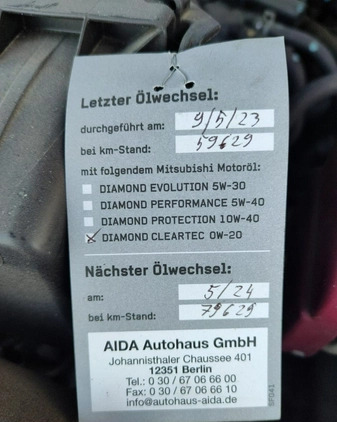 Letzter Ölwechsel:
durchgeführt am: 9/5/23
bei km-Stand: 59629
mit folgendem Mitsubishi Motoröl:
DIAMOND EVOLUTION 5W-30
DIAMOND PERFORMANCE 5W-40
DIAMOND PROTECTION 10W-40
DIAMOND CLEARTEC 0W-20
Nächster Ölwechsel:
am: 5/24
bei km-Stand: 79629
AIDA Autohaus GmbH
Johannisthaler Chaussee 401
12351 Berlin
Tel.: 0 30 / 67 06 66 00
Fax: 0 30 / 67 06 66 10
info@autohaus-aida.de